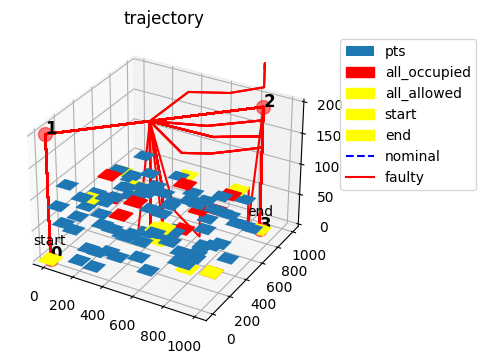 trajectory
pts
all_occupied
all_allowed
start
end
nominal
faulty
1
2
start
0
end
3
0
200
400
600
800
1000
0
200
400
600
800
1000
0
50
100
150
200